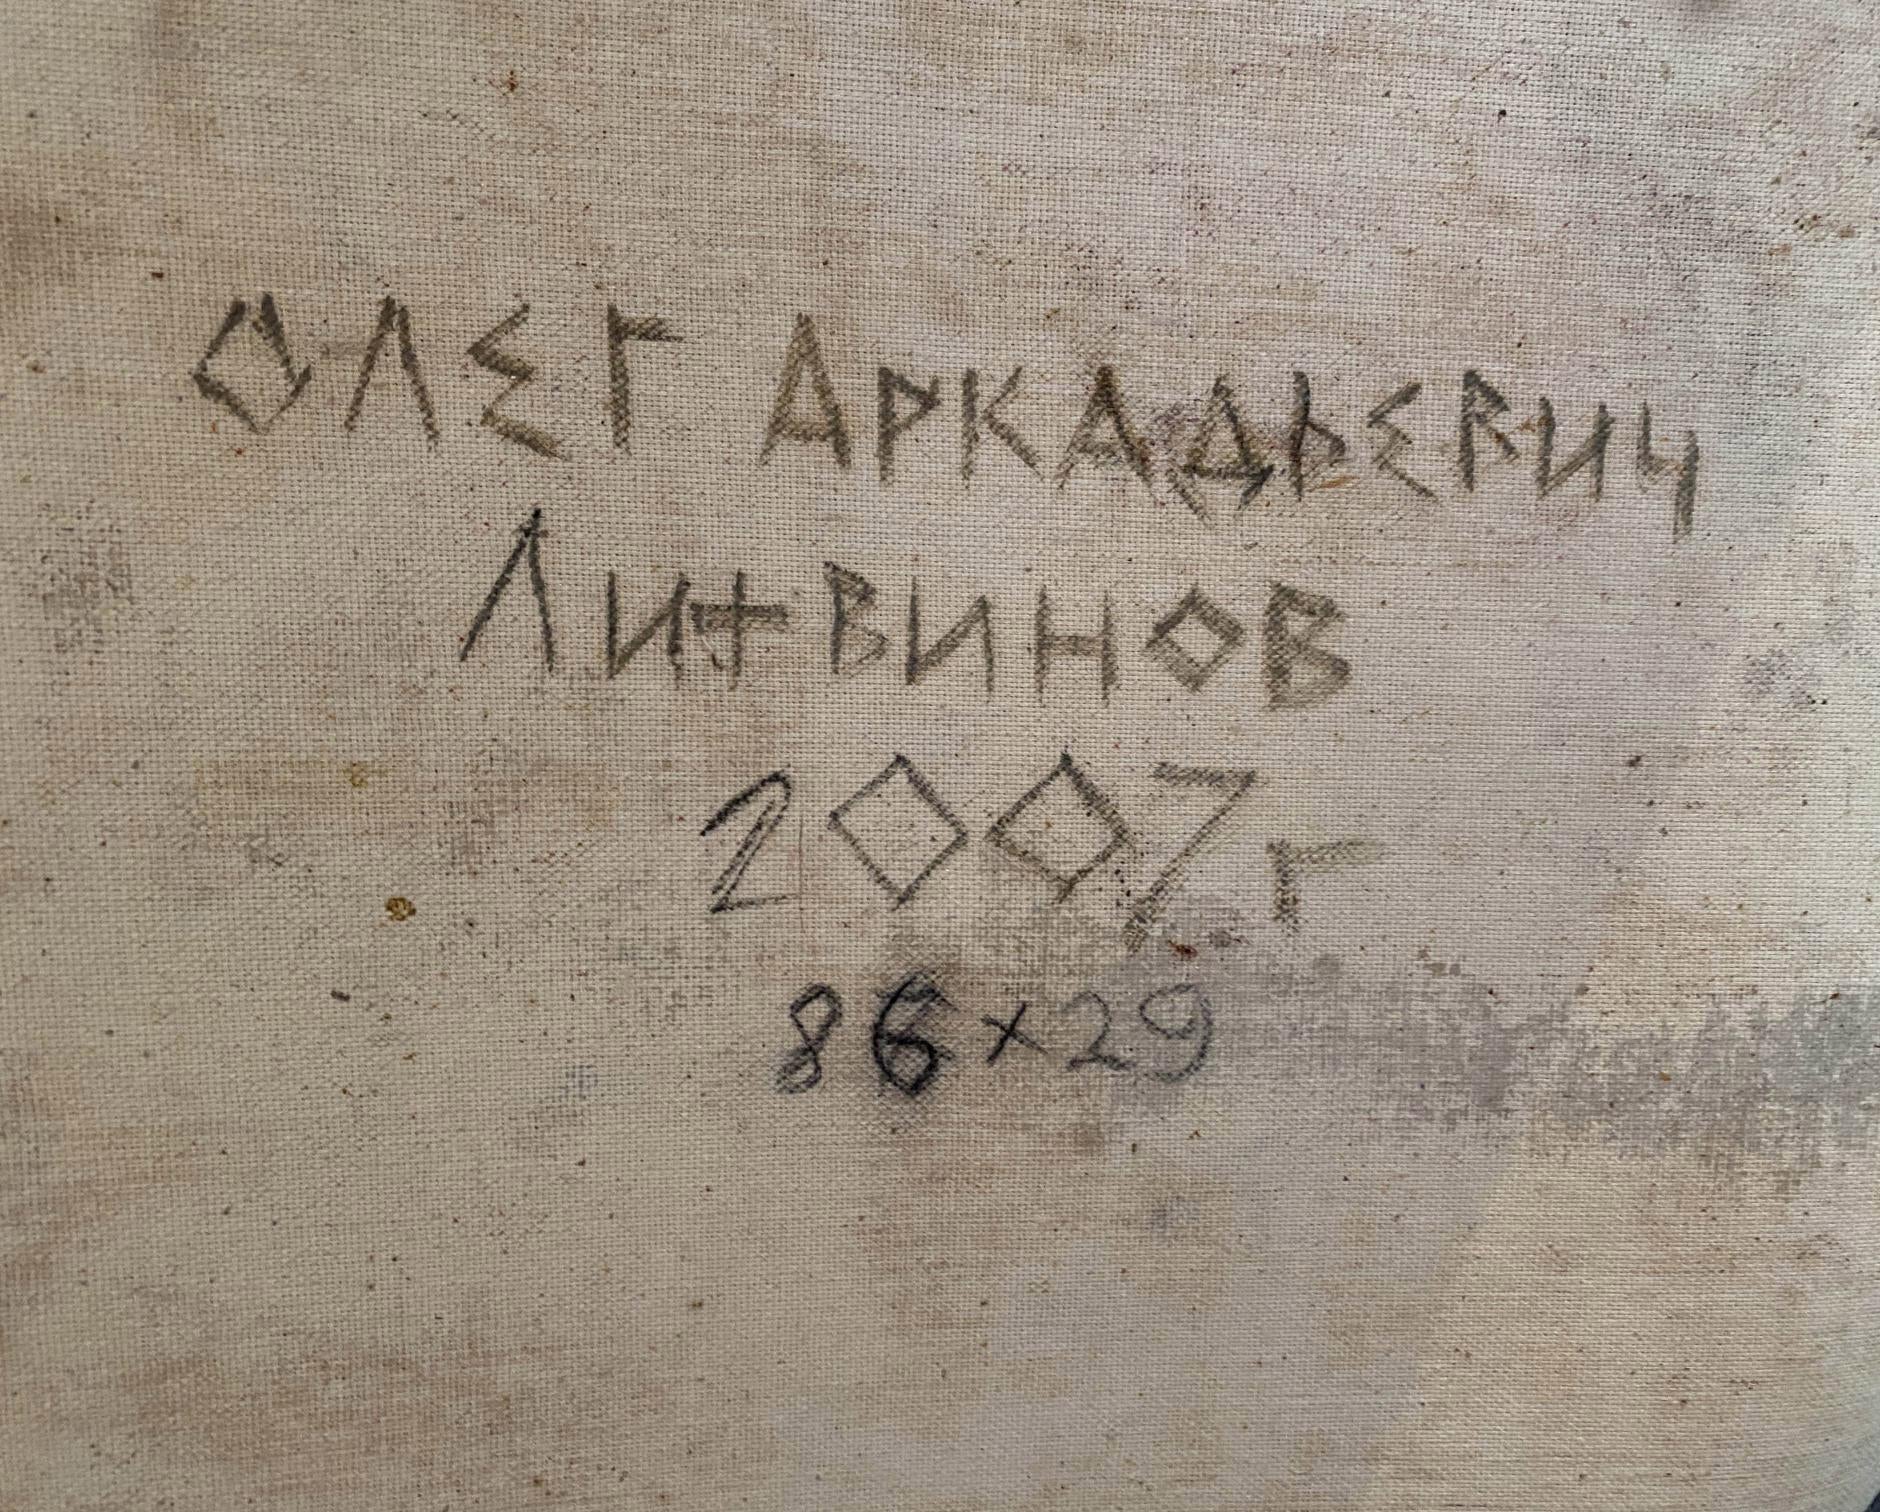 Олег Аркадьевич
Литвинов
2007г
86×29